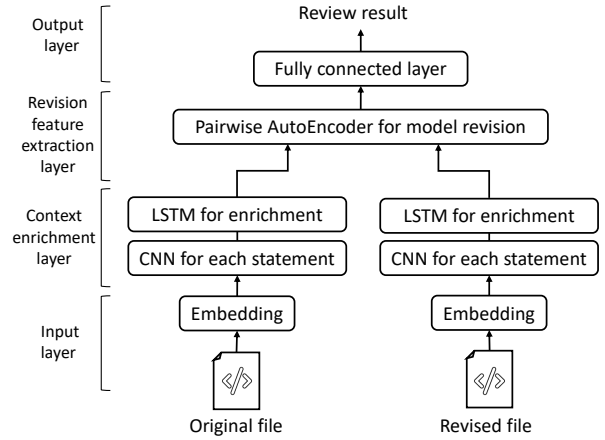 Output
layer
Review result
Fully connected layer
Revision
feature
extraction
layer
Pairwise AutoEncoder for model revision
Context
enrichment
layer
LSTM for enrichment
LSTM for enrichment
CNN for each statement
CNN for each statement
Input
layer
Embedding
Embedding
</>
</>
Original file
Revised file